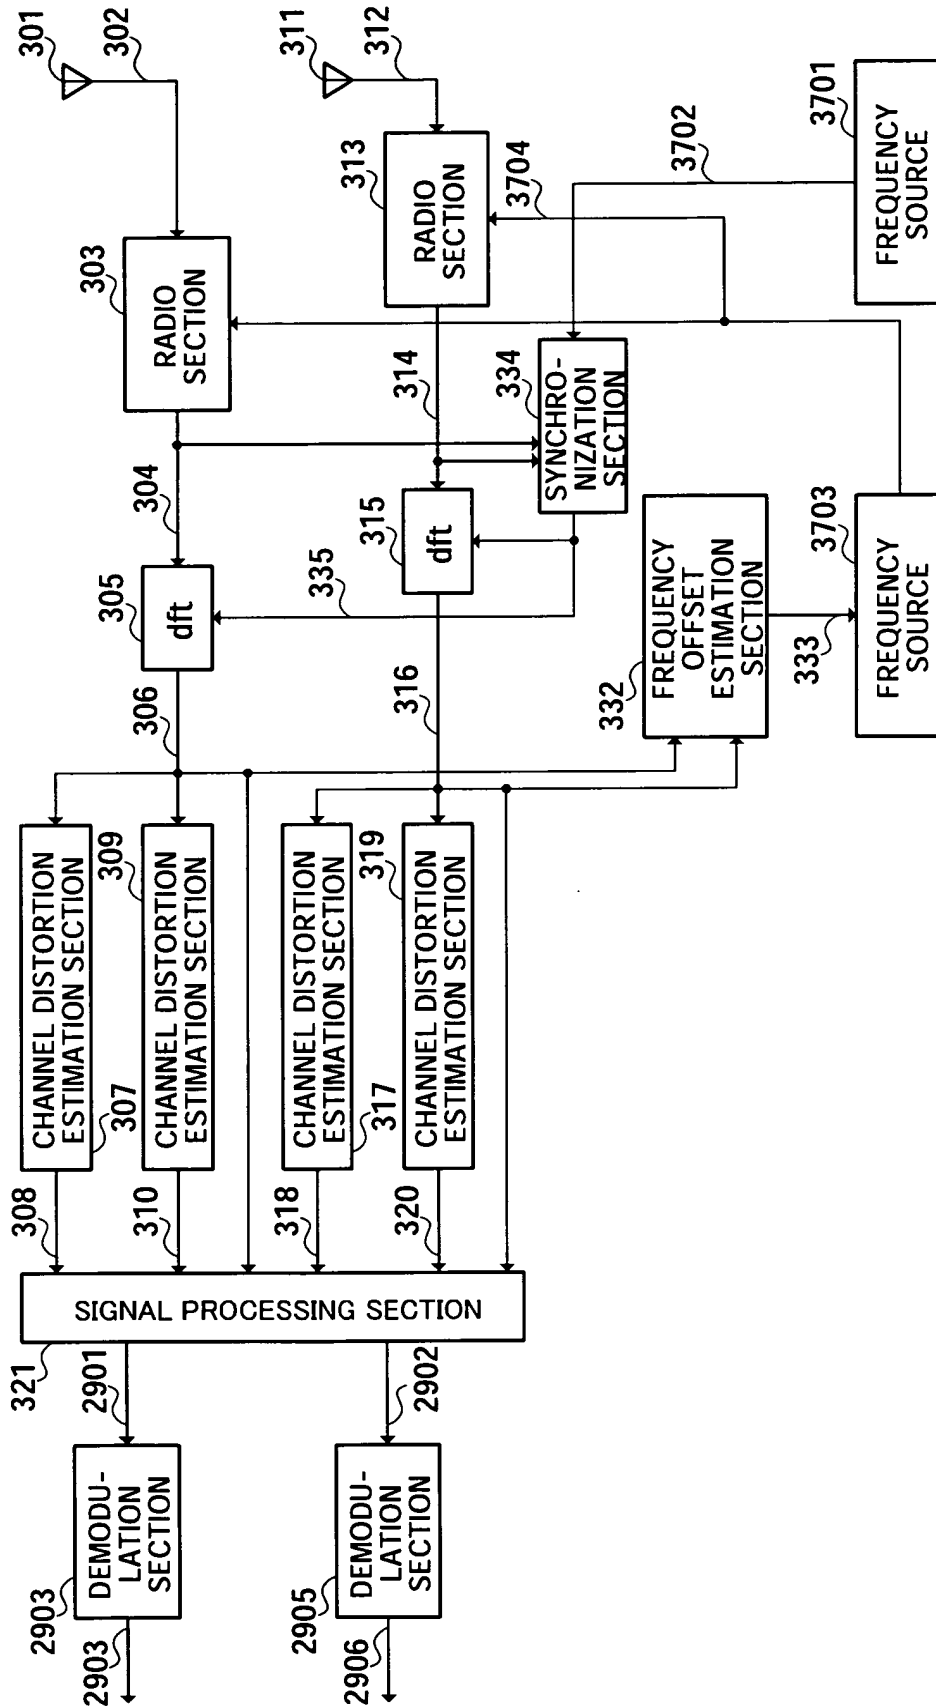 301
302
303
RADIO
SECTION
304
305
dft
306
307
CHANNEL DISTORTION
ESTIMATION SECTION
308
309
CHANNEL DISTORTION
ESTIMATION SECTION
310
311
312
313
RADIO
SECTION
3704
314
315
dft
335
316
317
CHANNEL DISTORTION
ESTIMATION SECTION
318
319
CHANNEL DISTORTION
ESTIMATION SECTION
320
334
SYNCHRO-
NIZATION
SECTION
3702
3701
FREQUENCY
SOURCE
332
FREQUENCY
OFFSET
ESTIMATION
SECTION
333
3703
FREQUENCY
SOURCE
321
SIGNAL PROCESSING SECTION
2901
2902
2903
DEMODU-
LATION
SECTION
2903
2905
DEMODU-
LATION
SECTION
2906